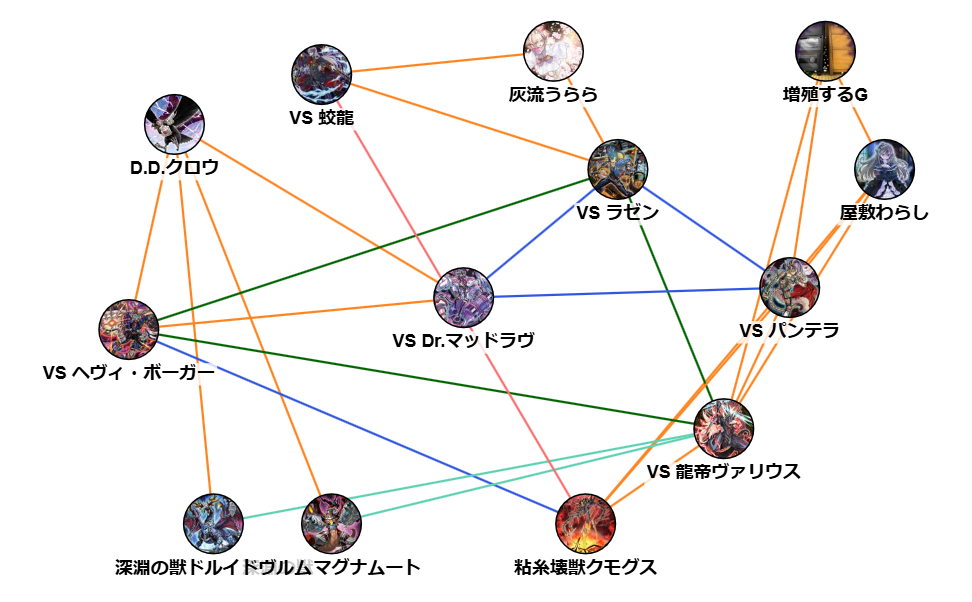 灰流うらら
増殖するG
VS 蛟龍
D.D.クロウ
VS ラゼン
屋敷わらし
VS パンテラ
VS Dr.マッドラヴ
VS ヘヴィ・ボーガー
VS 龍帝ヴァリウス
深淵の獣ドルイドヴルム
マグナムート
粘糸壊獣クモグス